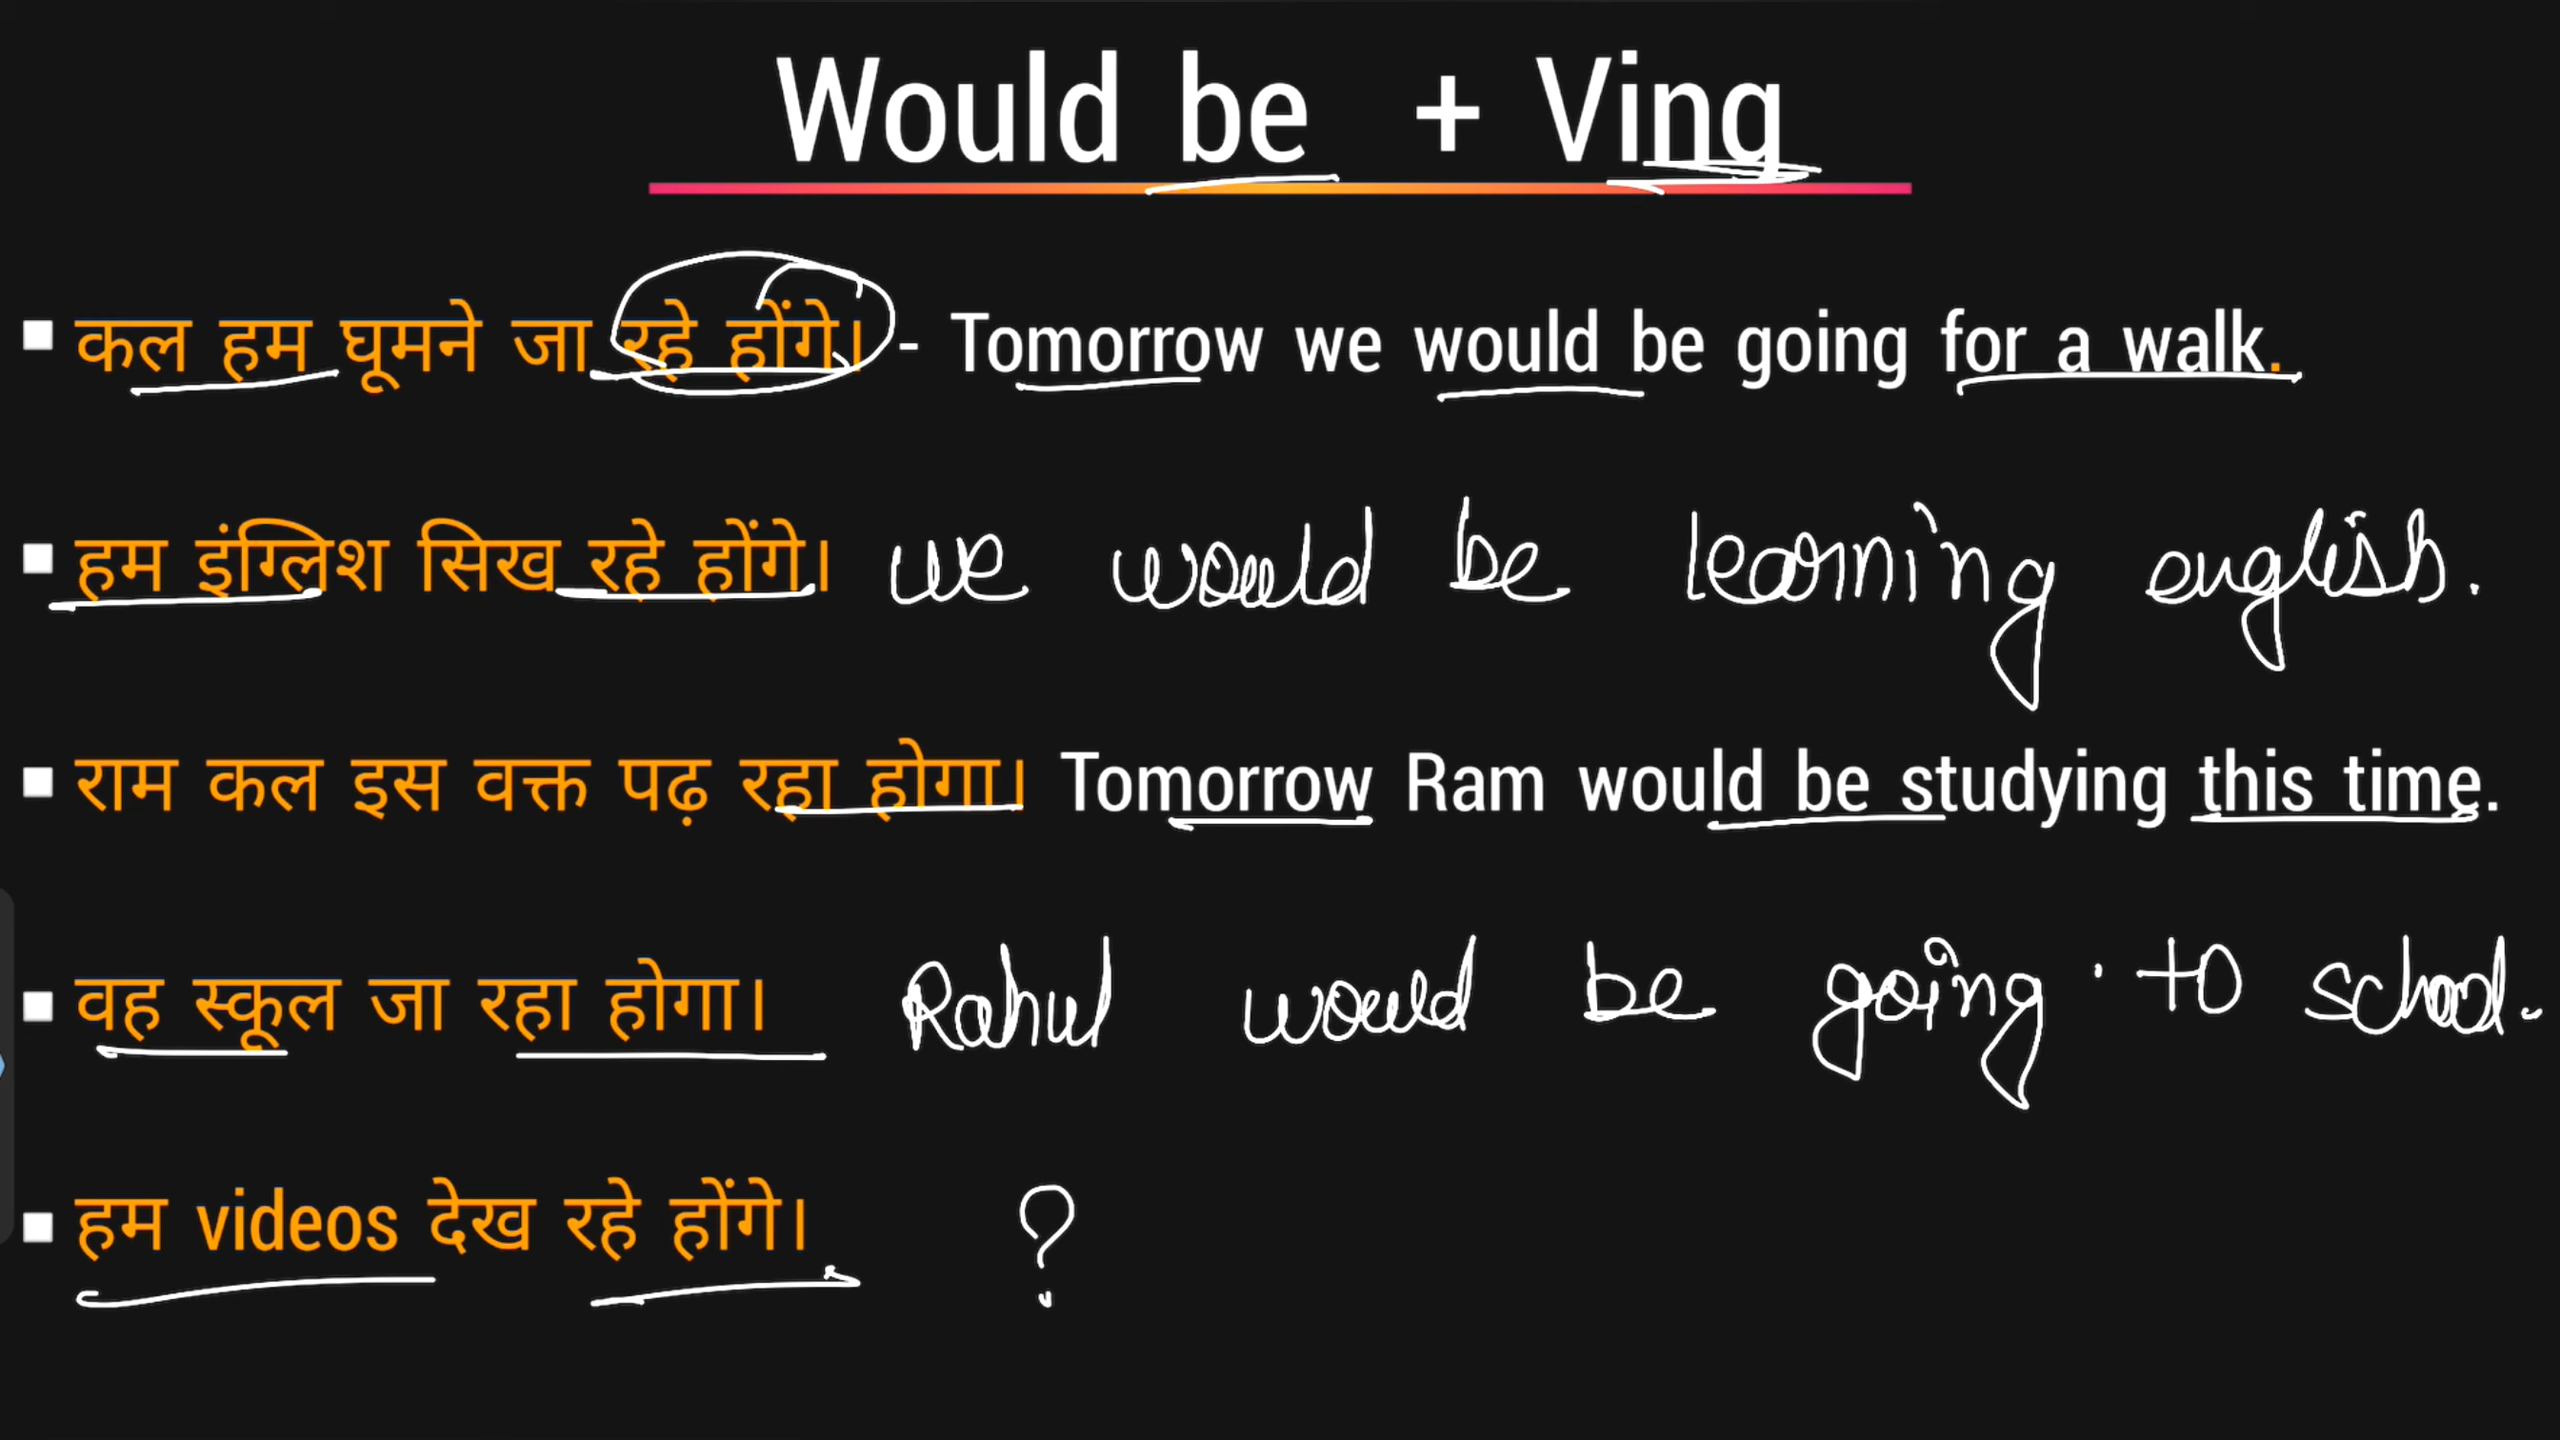 Would be + Ving
▪ कल हम घूमने जा रहे होंगे। - Tomorrow we would be going for a walk.
▪ हम इंग्लिश सिख रहे होंगे। we would be learning english.
▪ राम कल इस वक्त पढ़ रहा होगा। Tomorrow Ram would be studying this time.
▪ वह स्कूल जा रहा होगा। Rahul would be going to school.
▪ हम videos देख रहे होंगे। ?